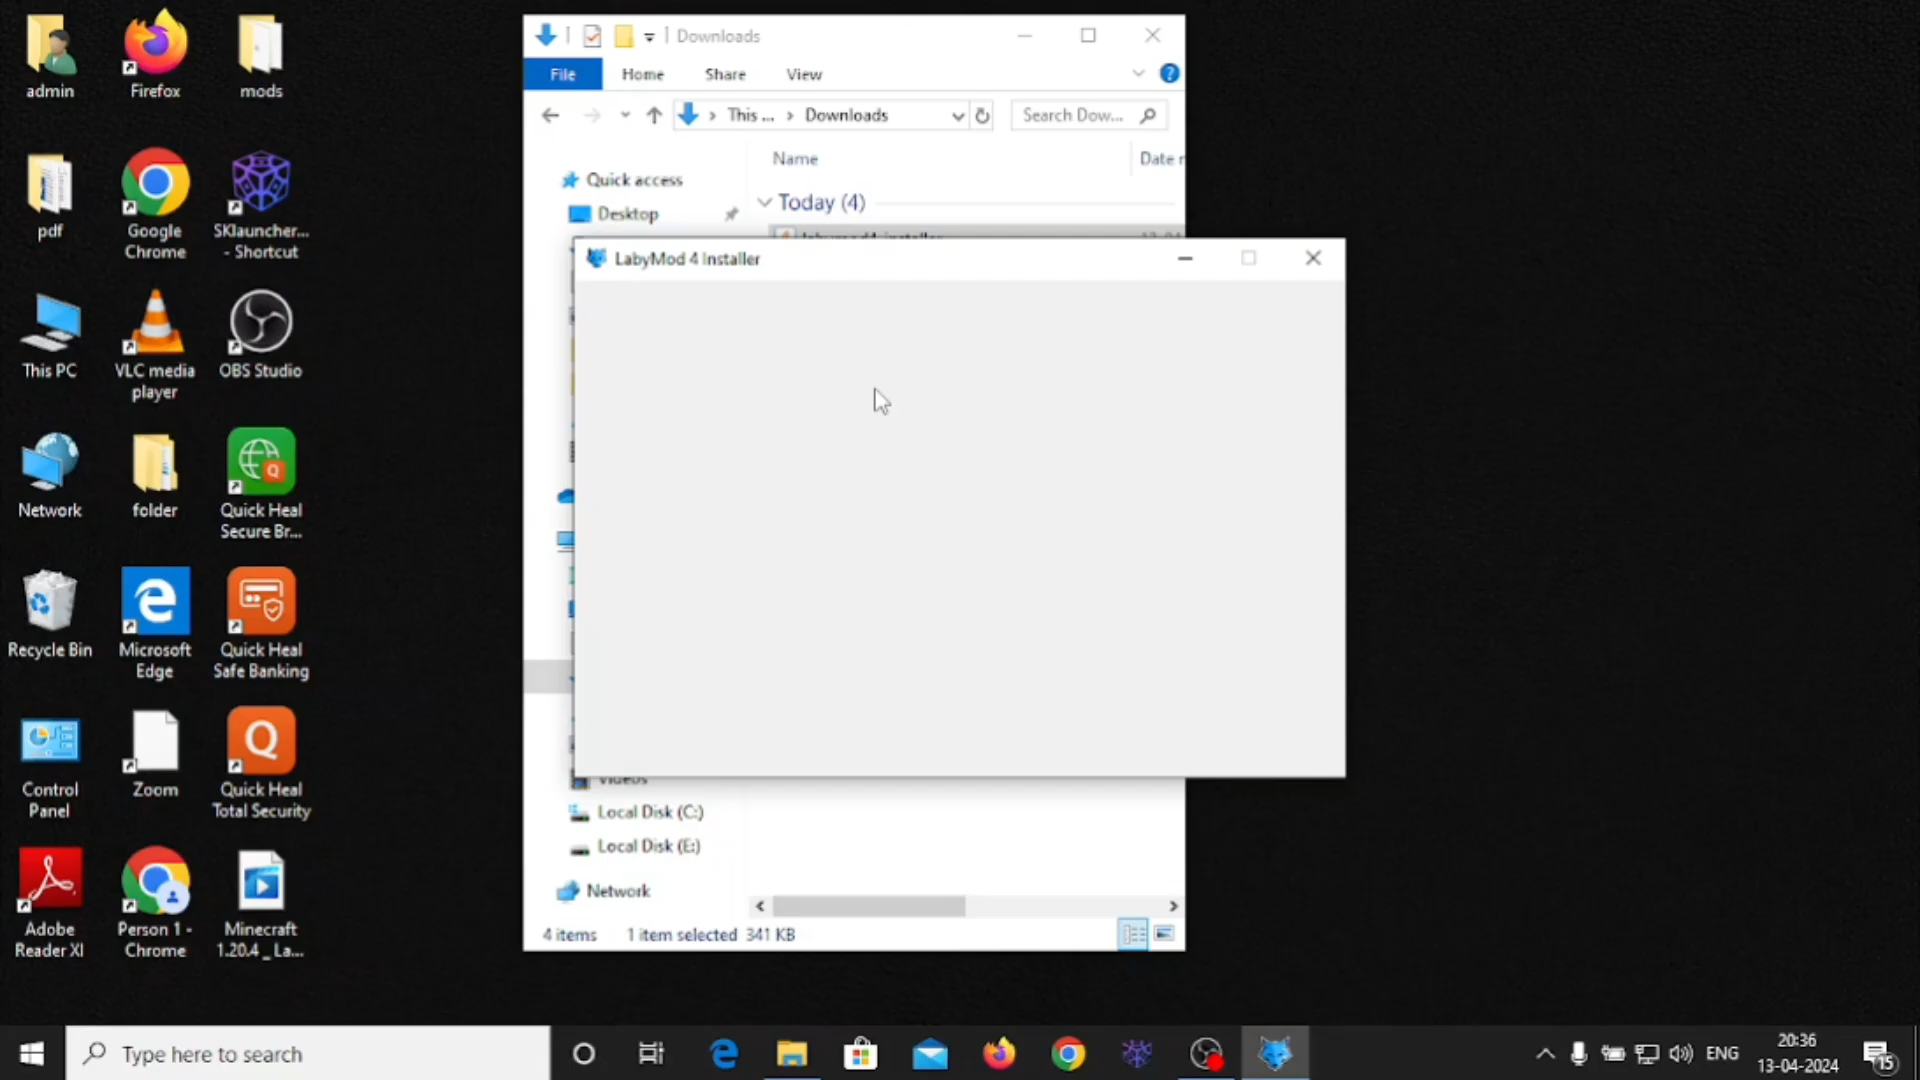 admin
Firefox
mods
pdf
Google
Chrome
SKlauncher...
- Shortcut
This PC
VLC media
player
OBS Studio
Network
folder
Quick Heal
Secure Br...
Recycle Bin
Microsoft
Edge
Quick Heal
Safe Banking
Control
Panel
Zoom
Quick Heal
Total Security
Adobe
Reader XI
Person 1 -
Chrome
Minecraft
1.20.4 _ La...
Downloads
File Home Share View
This ... Downloads
Search Dow...
Name Date
Quick access
Today (4)
Desktop
LabyMod 4 Installer
Videos
Local Disk (C:)
Local Disk (E:)
Network
4 items 1 item selected 341 KB
Type here to search
ENG
20:36
13-04-2024
15